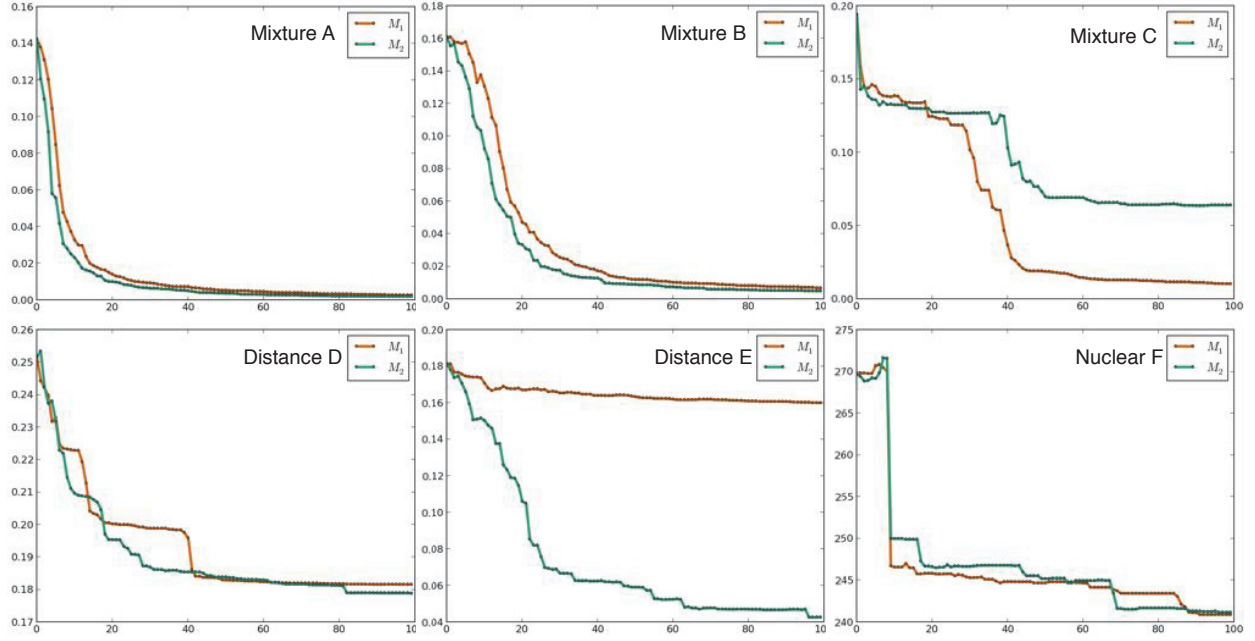 Mixture A
M₁
M₂
0.16
0.14
0.12
0.10
0.08
0.06
0.04
0.02
0.00
0 20 40 60 80 100
Mixture B
M₁
M₂
0.18
0.16
0.14
0.12
0.10
0.08
0.06
0.04
0.02
0.00
0 20 40 60 80 100
Mixture C
M₁
M₂
0.20
0.15
0.10
0.05
0.00
0 20 40 60 80 100
Distance D
M₁
M₂
0.26
0.25
0.24
0.23
0.22
0.21
0.20
0.19
0.18
0.17
0 20 40 60 80 100
Distance E
M₁
M₂
0.20
0.18
0.16
0.14
0.12
0.10
0.08
0.06
0.04
0 20 40 60 80 100
Nuclear F
M₁
M₂
275
270
265
260
255
250
245
240
0 20 40 60 80 100